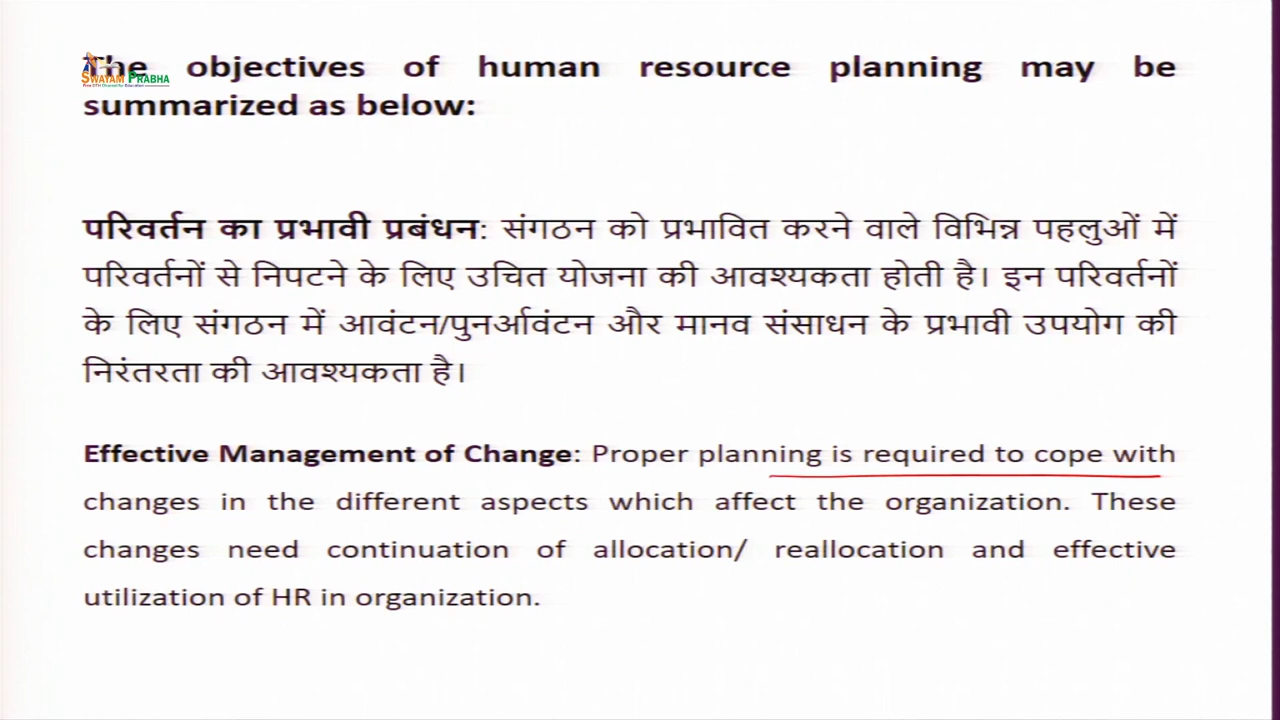 The objectives of human resource planning may be
summarized as below:
SWAYAM PRABHA
परिवर्तन का प्रभावी प्रबंधन: संगठन को प्रभावित करने वाले विभिन्न पहलुओं में
परिवर्तनों से निपटने के लिए उचित योजना की आवश्यकता होती है। इन परिवर्तनों
के लिए संगठन में आवंटन/पुनर्आवंटन और मानव संसाधन के प्रभावी उपयोग की
निरंतरता की आवश्यकता है।
Effective Management of Change: Proper planning is required to cope with
changes in the different aspects which affect the organization. These
changes need continuation of allocation/ reallocation and effective
utilization of HR in organization.